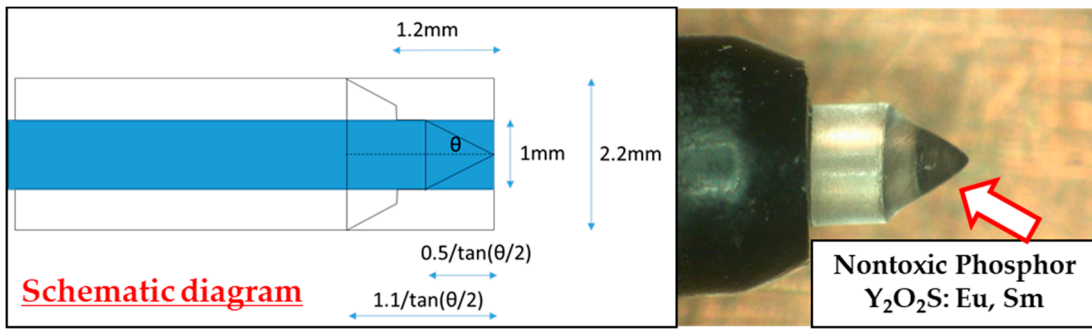 1.2mm
θ
1mm
2.2mm
0.5/tan(θ/2)
1.1/tan(θ/2)
Schematic diagram
Nontoxic Phosphor
Y₂O₂S: Eu, Sm